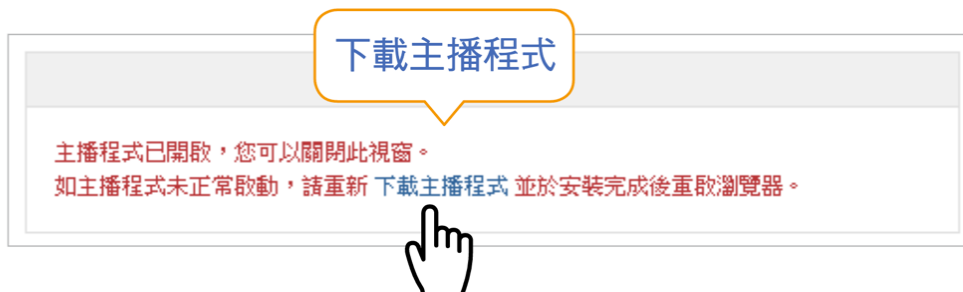 下載主播程式
主播程式已開啟，您可以關閉此視窗。
如主播程式未正常啟動，請重新 下載主播程式 並於安裝完成後重啟瀏覽器。